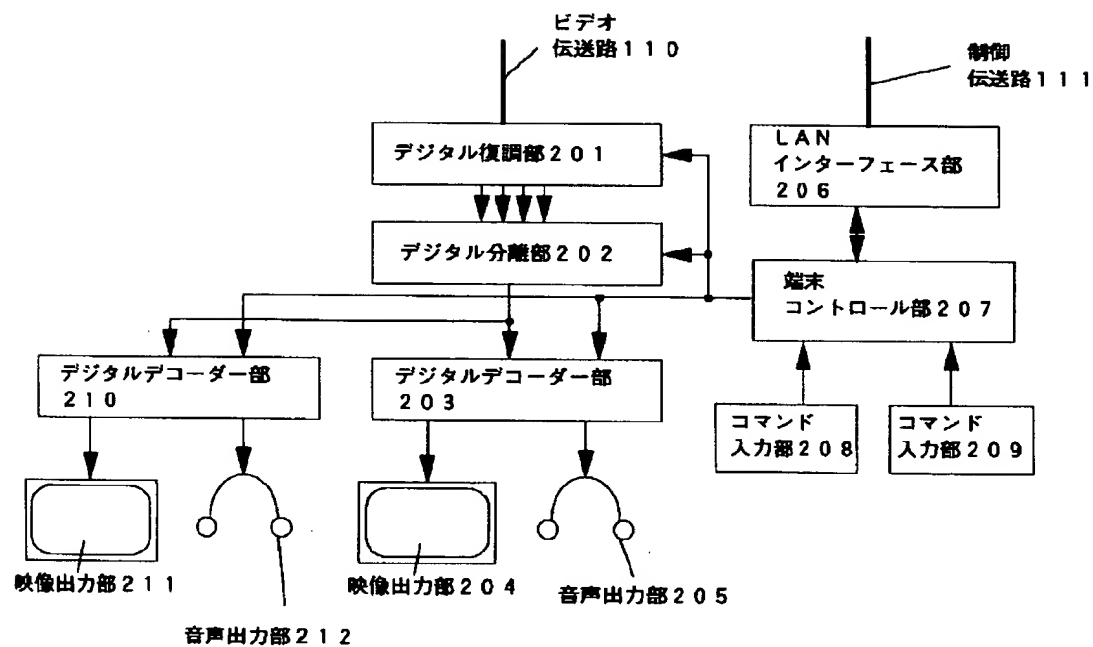 ビデオ
伝送路110
制御
伝送路111
デジタル復調部201
LAN
インターフェース部
206
デジタル分離部202
端末
コントロール部207
デジタルデコーダー部
210
デジタルデコーダー部
203
コマンド
入力部208
コマンド
入力部209
映像出力部211
映像出力部204
音声出力部205
音声出力部212